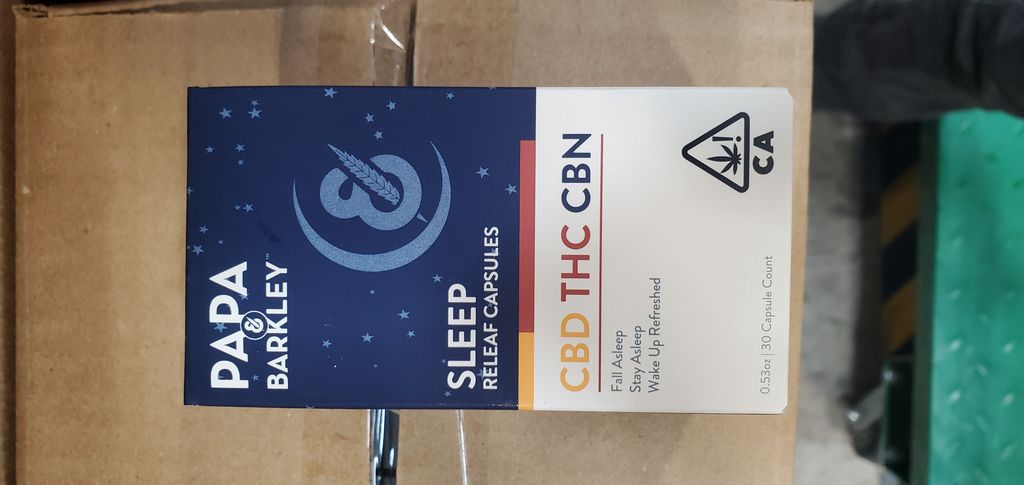 PAPA
&
BARKLEY™
SLEEP
RELEAF CAPSULES
CBD THC CBN
Fall Asleep
Stay Asleep
Wake Up Refreshed
!
CA
0.53oz | 30 Capsule Count